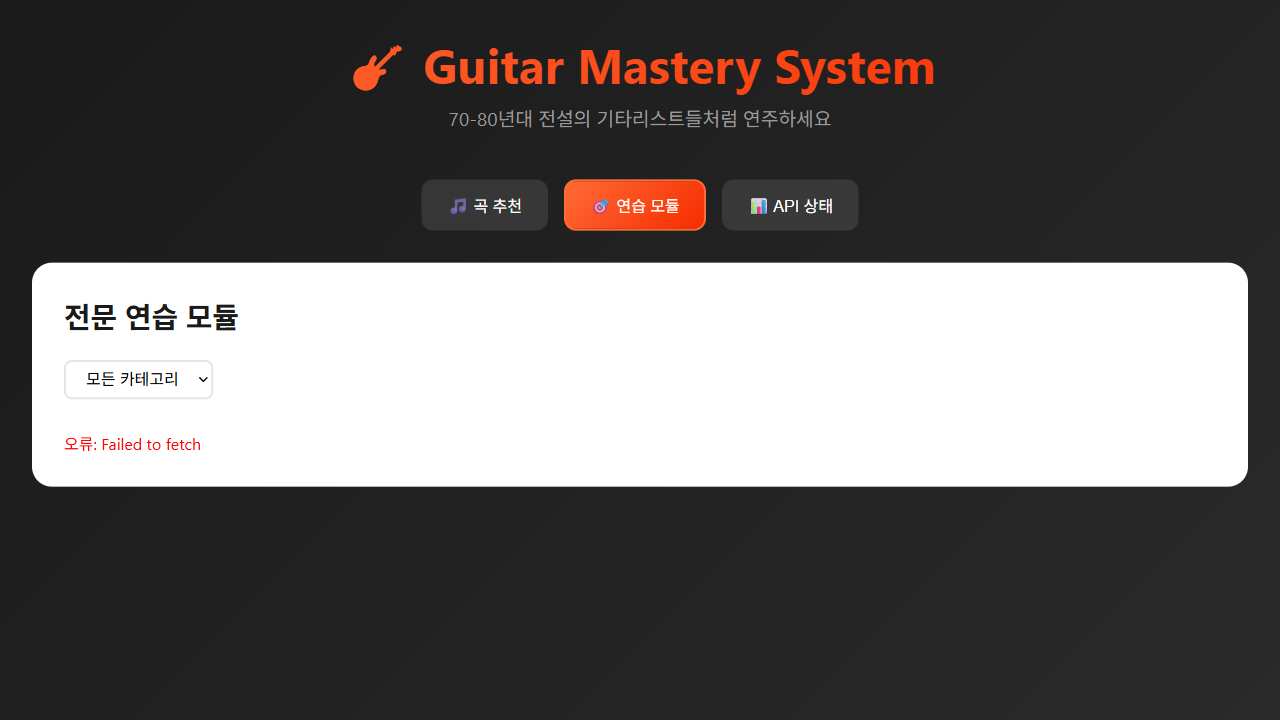 🎸 Guitar Mastery System
70-80년대 전설의 기타리스트들처럼 연주하세요
🎵 곡 추천
🎯 연습 모듈
📊 API 상태
전문 연습 모듈
모든 카테고리
오류: Failed to fetch